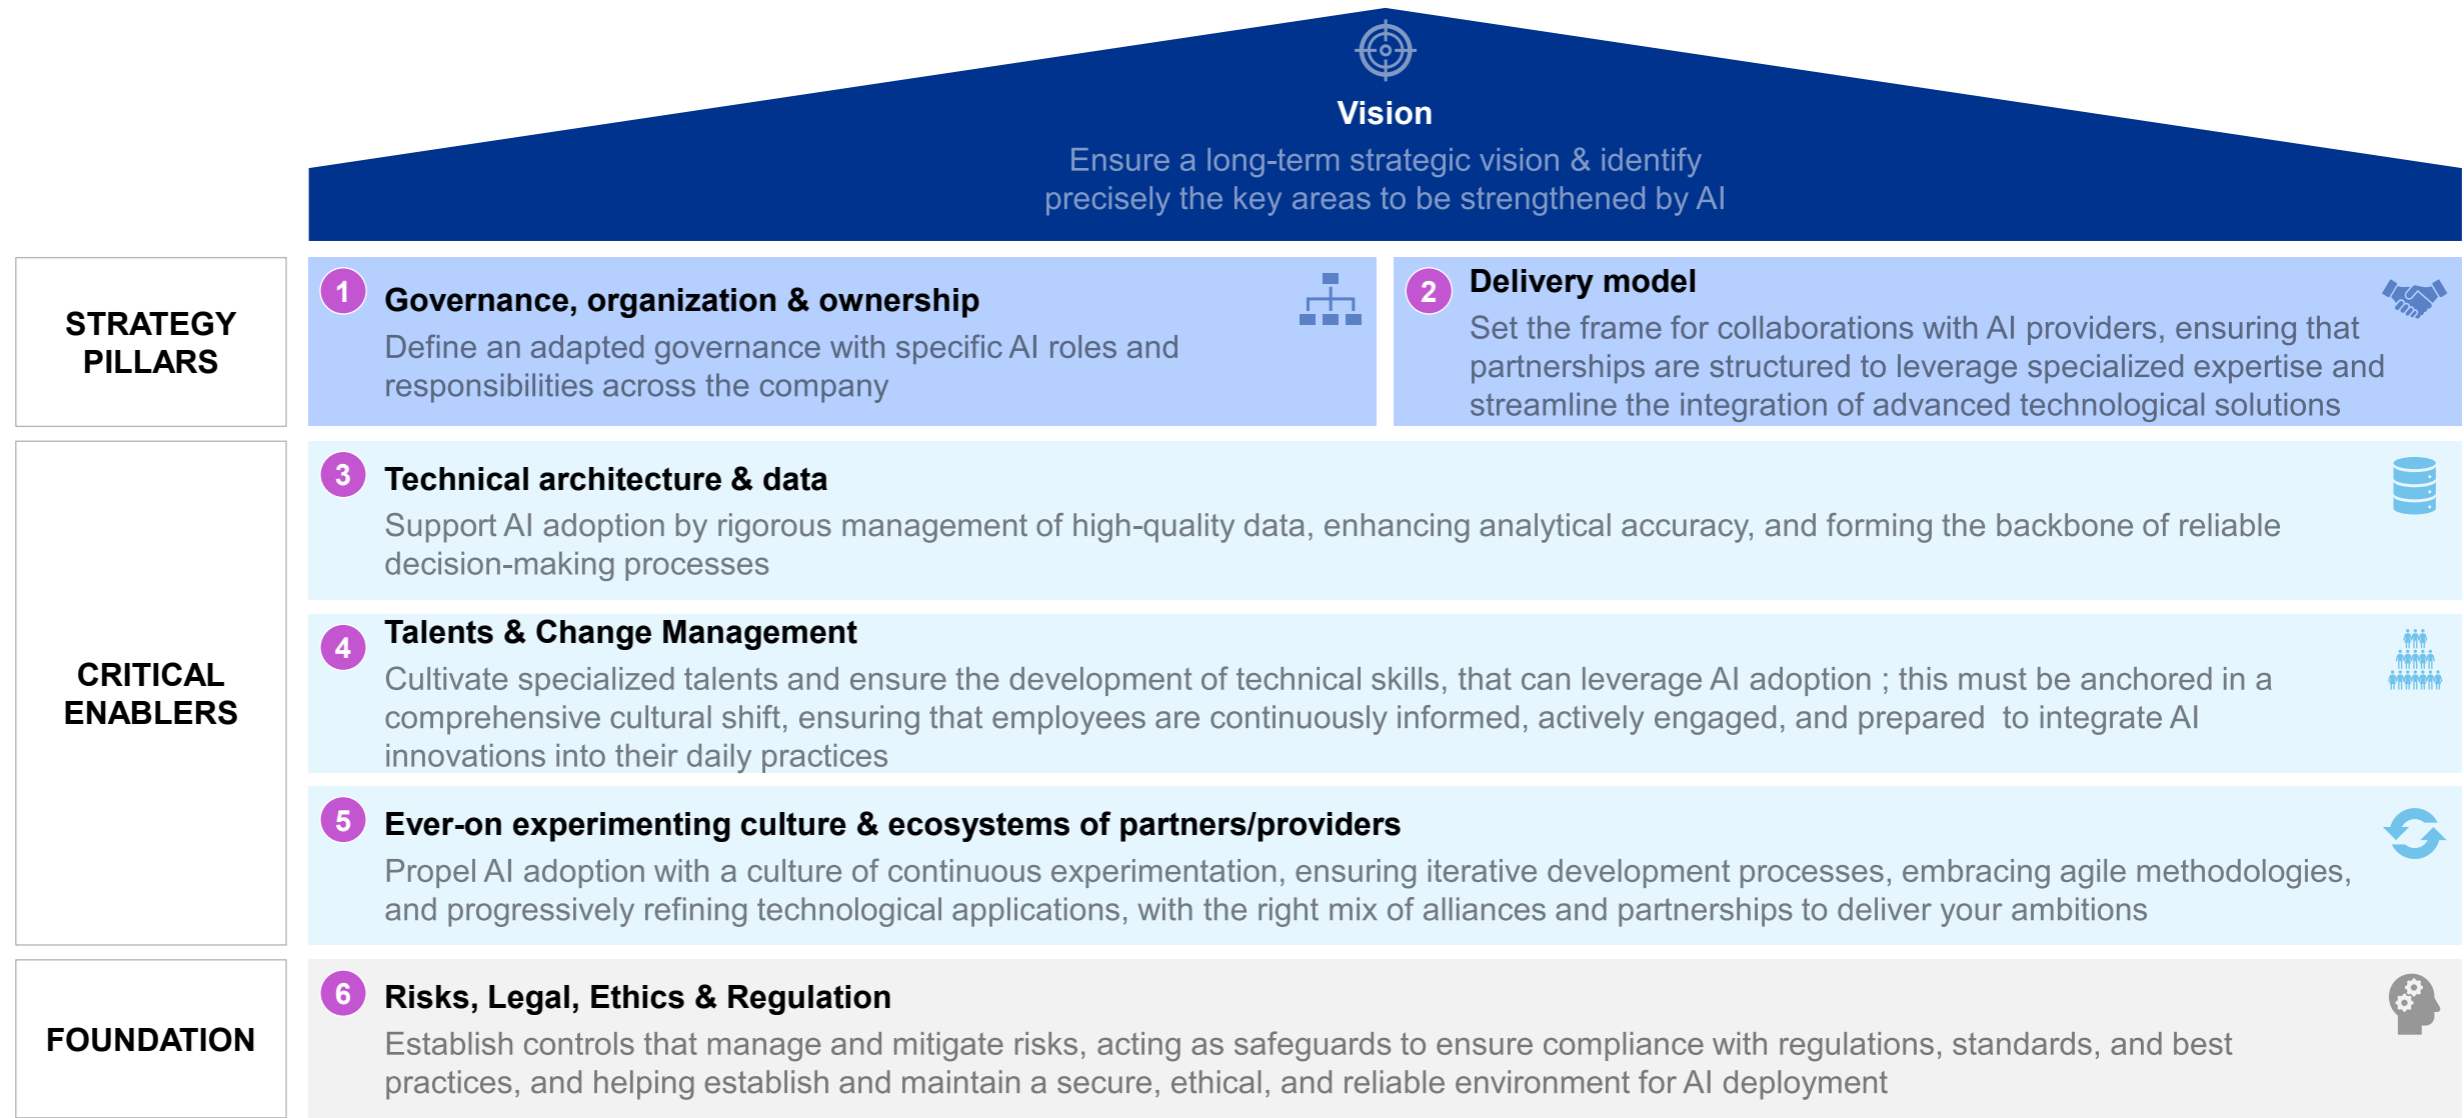 Vision
Ensure a long-term strategic vision & identify
precisely the key areas to be strengthened by AI
STRATEGY
PILLARS
1
Governance, organization & ownership
Define an adapted governance with specific AI roles and
responsibilities across the company
2
Delivery model
Set the frame for collaborations with AI providers, ensuring that
partnerships are structured to leverage specialized expertise and
streamline the integration of advanced technological solutions
CRITICAL
ENABLERS
3
Technical architecture & data
Support AI adoption by rigorous management of high-quality data, enhancing analytical accuracy, and forming the backbone of reliable
decision-making processes
4
Talents & Change Management
Cultivate specialized talents and ensure the development of technical skills, that can leverage AI adoption ; this must be anchored in a
comprehensive cultural shift, ensuring that employees are continuously informed, actively engaged, and prepared  to integrate AI
innovations into their daily practices
5
Ever-on experimenting culture & ecosystems of partners/providers
Propel AI adoption with a culture of continuous experimentation, ensuring iterative development processes, embracing agile methodologies,
and progressively refining technological applications, with the right mix of alliances and partnerships to deliver your ambitions
FOUNDATION
6
Risks, Legal, Ethics & Regulation
Establish controls that manage and mitigate risks, acting as safeguards to ensure compliance with regulations, standards, and best
practices, and helping establish and maintain a secure, ethical, and reliable environment for AI deployment